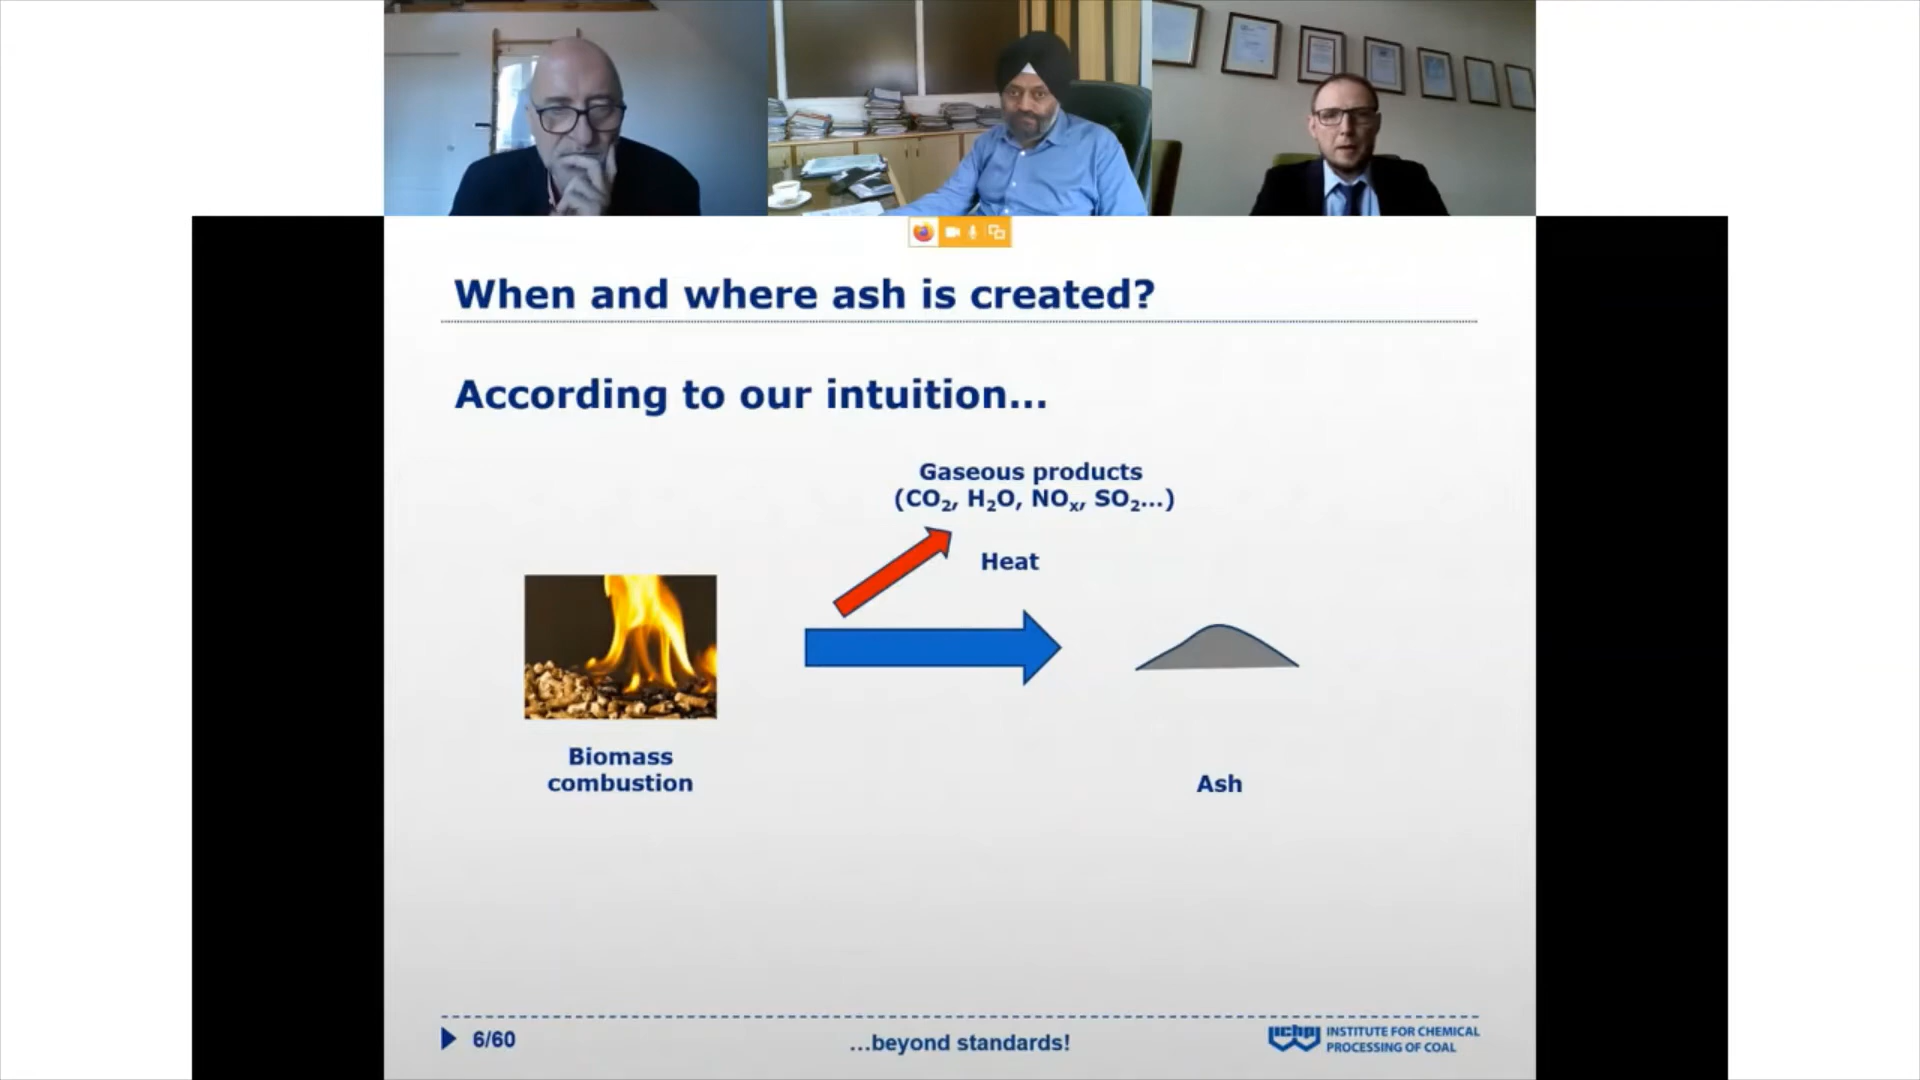 When and where ash is created?
According to our intuition...
Gaseous products
(CO₂, H₂O, NOₓ, SO₂...)
Heat
Biomass
combustion
Ash
6/60
...beyond standards!
ichpw INSTITUTE FOR CHEMICAL
PROCESSING OF COAL